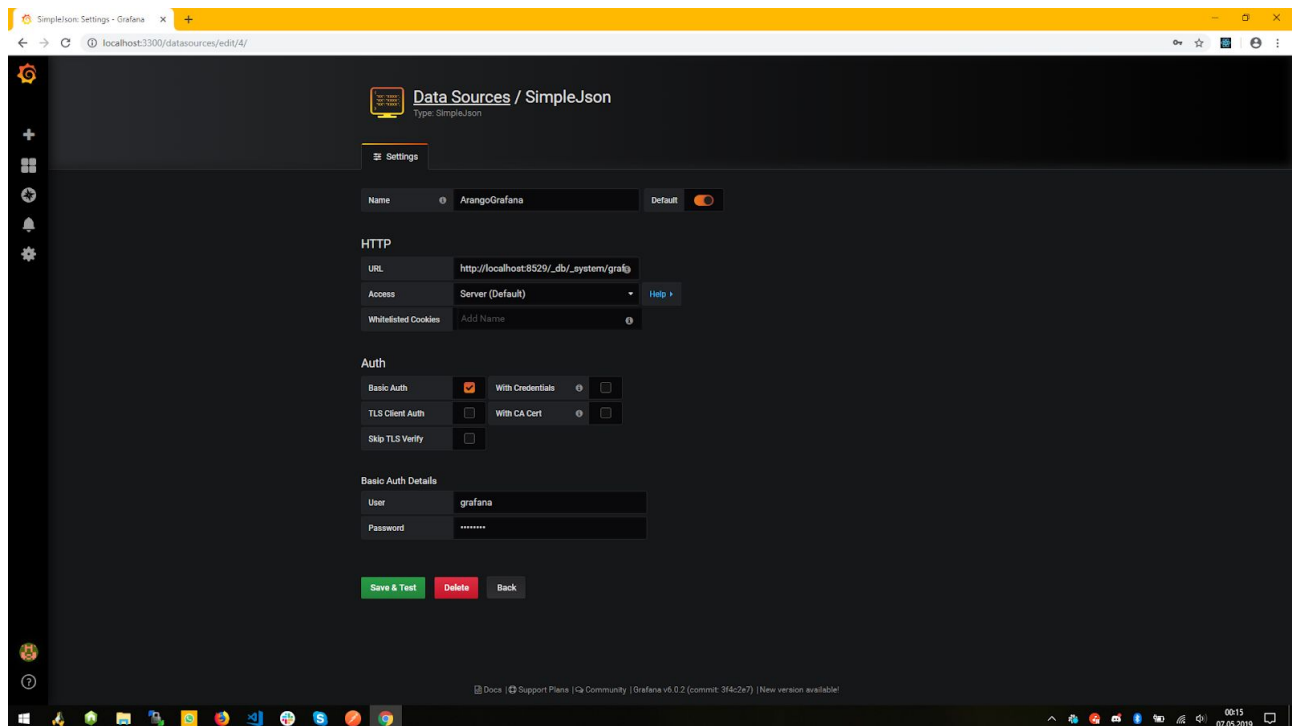 SimpleJson: Settings - Grafana
localhost:3300/datasources/edit/4/
Data Sources / SimpleJson
Type: SimpleJson
Settings
Name ArangoGrafana Default
HTTP
URL http://localhost:8529/_db/_system/graf
Access Server (Default) Help
Whitelisted Cookies Add Name
Auth
Basic Auth With Credentials
TLS Client Auth With CA Cert
Skip TLS Verify
Basic Auth Details
User grafana
Password ••••••••
Save & Test Delete Back
Docs | Support Plans | Community | Grafana v6.0.2 (commit: 3f4c2e7) | New version available!
00:15
07.05.2019